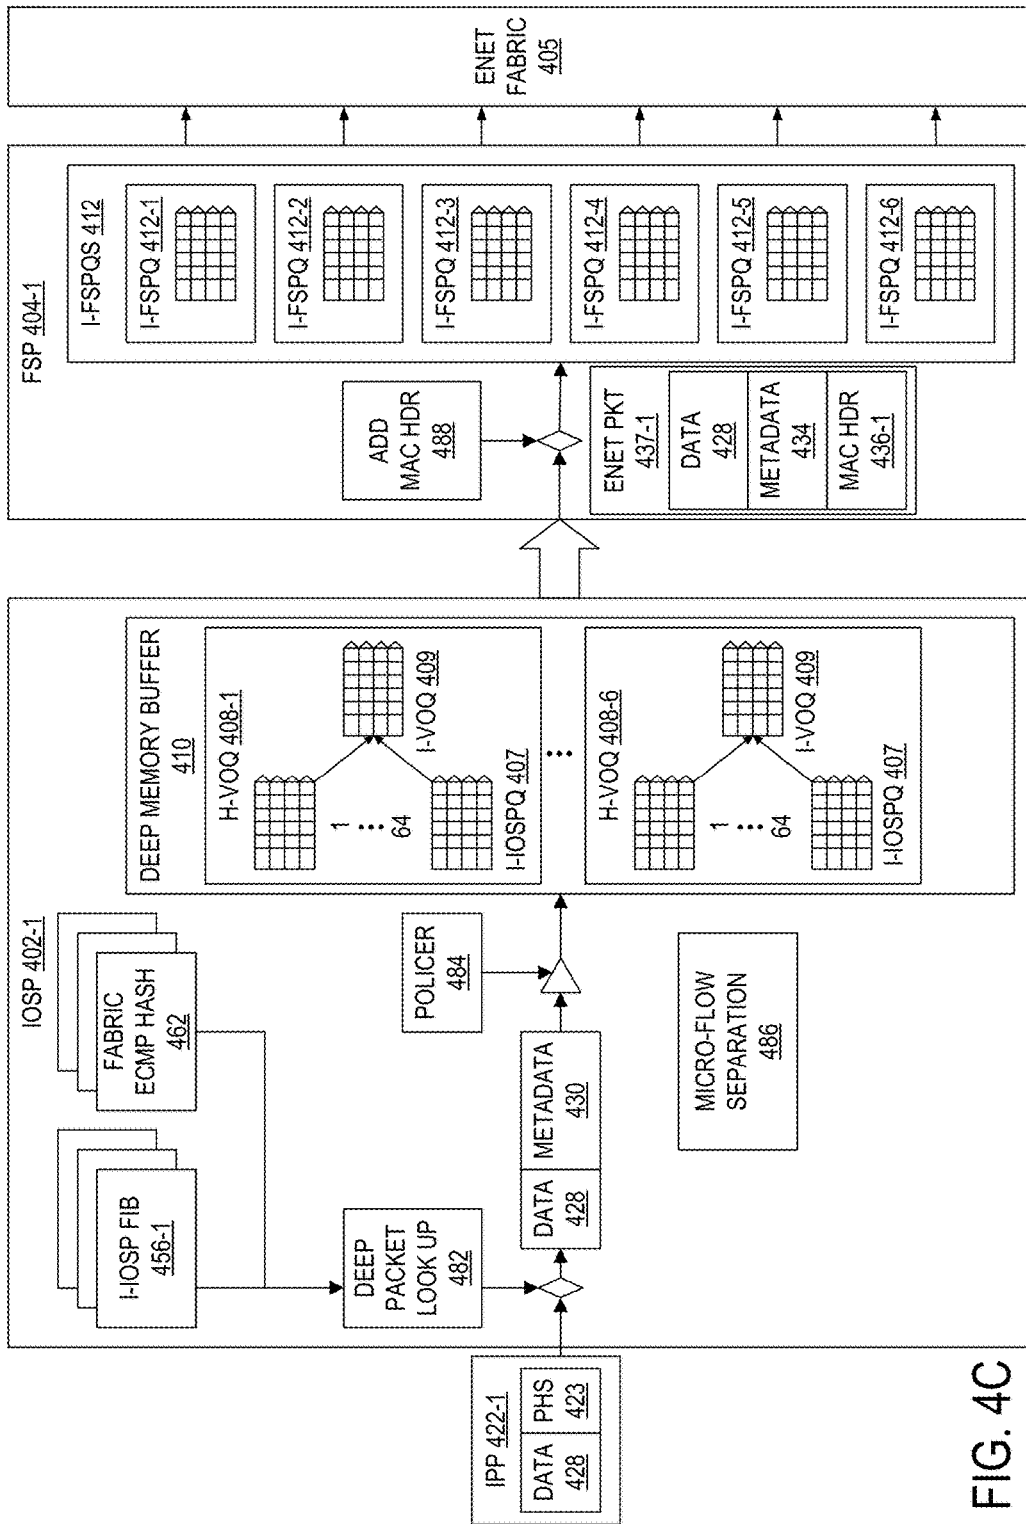 IPP 422-1
DATA
428
PHS
423
IOSP 402-1
I-IOSP FIB
456-1
FABRIC
ECMP HASH
462
DEEP
PACKET
LOOK UP
482
DATA
428
METADATA
430
POLICER
484
MICRO-FLOW
SEPARATION
486
DEEP MEMORY BUFFER
410
H-VOQ 408-1
1
•••
64
I-VOQ 409
I-IOSPQ 407
•••
H-VOQ 408-6
1
•••
64
I-VOQ 409
I-IOSPQ 407
FSP 404-1
ADD
MAC HDR
488
ENET PKT
437-1
DATA
428
METADATA
434
MAC HDR
436-1
I-FSPQS 412
I-FSPQ 412-1
I-FSPQ 412-2
I-FSPQ 412-3
I-FSPQ 412-4
I-FSPQ 412-5
I-FSPQ 412-6
ENET
FABRIC
405
FIG. 4C